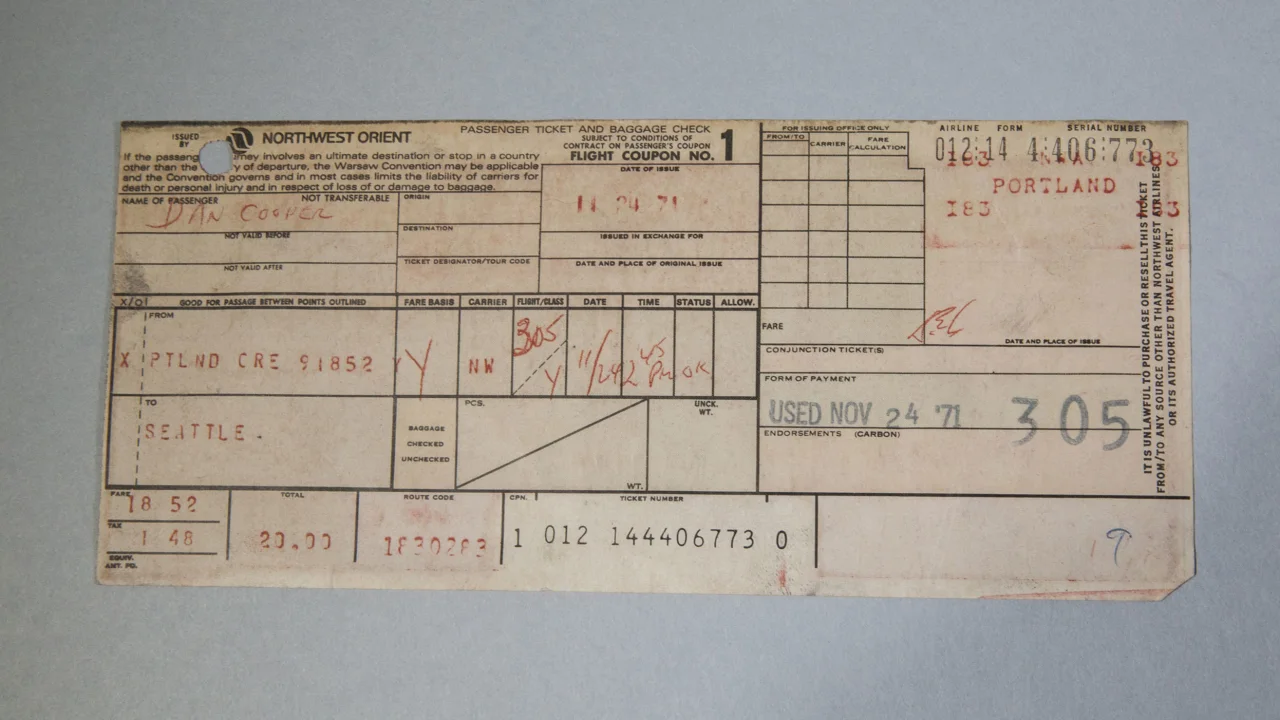 ISSUED BY NORTHWEST ORIENT
PASSENGER TICKET AND BAGGAGE CHECK
SUBJECT TO CONDITIONS OF
CONTRACT ON PASSENGER'S COUPON
FLIGHT COUPON NO. 1
If the passeng ney involves an ultimate destination or stop in a country
other than the y of departure, the Warsaw Convention may be applicable
and the Convention governs and in most cases limits the liability of carriers for
death or personal injury and in respect of loss of or damage to baggage.
NAME OF PASSENGER NOT TRANSFERABLE
DAN COOPER
NOT VALID BEFORE
NOT VALID AFTER
ORIGIN
DESTINATION
TICKET DESIGNATOR/TOUR CODE
DATE OF ISSUE
11 24 71
ISSUED IN EXCHANGE FOR
DATE AND PLACE OF ORIGINAL ISSUE
FOR ISSUING OFFICE ONLY
FROM/TO CARRIER FARE CALCULATION
FARE
AIRLINE FORM SERIAL NUMBER
012:14 4:406:773
183 183
PORTLAND
183
DATE AND PLACE OF ISSUE
X/O GOOD FOR PASSAGE BETWEEN POINTS OUTLINED FARE BASIS CARRIER FLIGHT/CLASS DATE TIME STATUS ALLOW.
FROM
X PTLND CRE 91852 Y Y NW 305 Y 11/24 2 45 PM OK
TO
SEATTLE.
BAGGAGE
CHECKED
UNCHECKED
PCS.
WT.
UNCK. WT.
CONJUNCTION TICKET(S)
FORM OF PAYMENT
USED NOV 24 '71 305
ENDORSEMENTS (CARBON)
IT IS UNLAWFUL TO PURCHASE OR RESELL THIS TICKET
FROM/TO ANY SOURCE OTHER THAN NORTHWEST AIRLINES
OR ITS AUTHORIZED TRAVEL AGENT.
FARE TOTAL ROUTE CODE CPN. TICKET NUMBER
18 52
TAX
1 48 20.00 1830283 1 012 144406773 0
EQUIV.
AMT. PD.